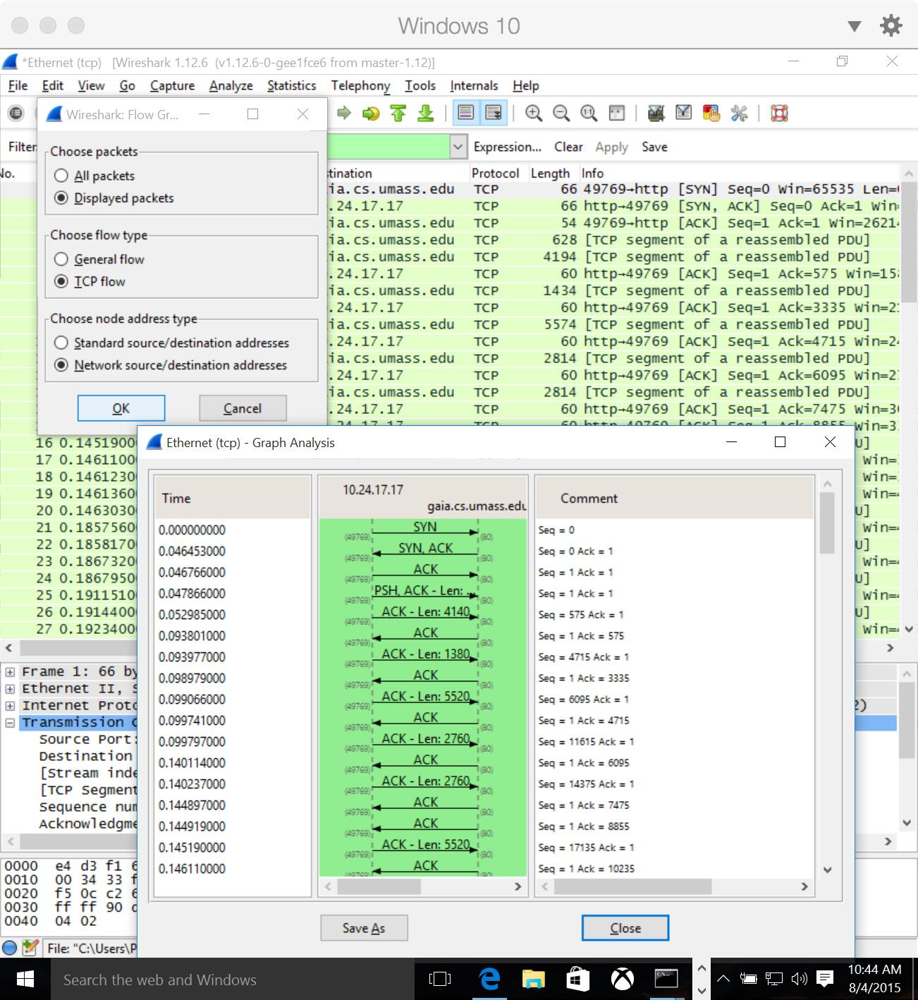 Windows 10
*Ethernet (tcp) [Wireshark 1.12.6 (v1.12.6-0-gee1fce6 from master-1.12)]
File Edit View Go Capture Analyze Statistics Telephony Tools Internals Help
Wireshark: Flow Gr...
Choose packets
All packets
Displayed packets
Choose flow type
General flow
TCP flow
Choose node address type
Standard source/destination addresses
Network source/destination addresses
OK Cancel
Filter: Expression... Clear Apply Save
No. Protocol Length Info
ia.cs.umass.edu TCP 66 49769→http [SYN] Seq=0 Win=65535
.24.17.17 TCP 66 http→49769 [SYN, ACK] Seq=0 Ack=1 Win=
ia.cs.umass.edu TCP 54 49769→http [ACK] Seq=1 Ack=1 Win=26214
ia.cs.umass.edu TCP 628 [TCP segment of a reassembled PDU]
ia.cs.umass.edu TCP 4194 [TCP segment of a reassembled PDU]
.24.17.17 TCP 60 http→49769 [ACK] Seq=1 Ack=575 Win=158
ia.cs.umass.edu TCP 1434 [TCP segment of a reassembled PDU]
.24.17.17 TCP 60 http→49769 [ACK] Seq=1 Ack=3335 Win=21
ia.cs.umass.edu TCP 5574 [TCP segment of a reassembled PDU]
.24.17.17 TCP 60 http→49769 [ACK] Seq=1 Ack=4715 Win=24
ia.cs.umass.edu TCP 2814 [TCP segment of a reassembled PDU]
.24.17.17 TCP 60 http→49769 [ACK] Seq=1 Ack=6095 Win=27
ia.cs.umass.edu TCP 2814 [TCP segment of a reassembled PDU]
.24.17.17 TCP 60 http→49769 [ACK] Seq=1 Ack=7475 Win=30
16 0.1451900
17 0.1461100
18 0.1461230
19 0.1461360
20 0.1463030
21 0.1857560
22 0.1858170
23 0.1867320
24 0.1867950
25 0.1911510
26 0.1914400
27 0.1923400
Frame 1: 66 by
Ethernet II, S
Internet Proto
Transmission C
Source Port:
Destination
[Stream inde
[TCP Segment
Sequence num
Acknowledgme
0000 e4 d3 f1
0010 00 34 33
0020 f5 0c c2
0030 ff ff 90
0040 04 02
File: "C:\Users\P
Ethernet (tcp) - Graph Analysis
Time 10.24.17.17 gaia.cs.umass.edu Comment
0.000000000 (49769) SYN (80) Seq = 0
0.046453000 (49769) SYN, ACK (80) Seq = 0 Ack = 1
0.046766000 (49769) ACK (80) Seq = 1 Ack = 1
0.047866000 (49769) PSH, ACK - Len: ... (80) Seq = 1 Ack = 1
0.052985000 (49769) ACK - Len: 4140 (80) Seq = 575 Ack = 1
0.093801000 (49769) ACK (80) Seq = 1 Ack = 575
0.093977000 (49769) ACK - Len: 1380 (80) Seq = 4715 Ack = 1
0.098979000 (49769) ACK (80) Seq = 1 Ack = 3335
0.099066000 (49769) ACK - Len: 5520 (80) Seq = 6095 Ack = 1
0.099741000 (49769) ACK (80) Seq = 1 Ack = 4715
0.099797000 (49769) ACK - Len: 2760 (80) Seq = 11615 Ack = 1
0.140114000 (49769) ACK (80) Seq = 1 Ack = 6095
0.140237000 (49769) ACK - Len: 2760 (80) Seq = 14375 Ack = 1
0.144897000 (49769) ACK (80) Seq = 1 Ack = 7475
0.144919000 (49769) ACK (80) Seq = 1 Ack = 8855
0.145190000 (49769) ACK - Len: 5520 (80) Seq = 17135 Ack = 1
0.146110000 (49769) ACK (80) Seq = 1 Ack = 10235
Save As Close
Search the web and Windows
10:44 AM
8/4/2015